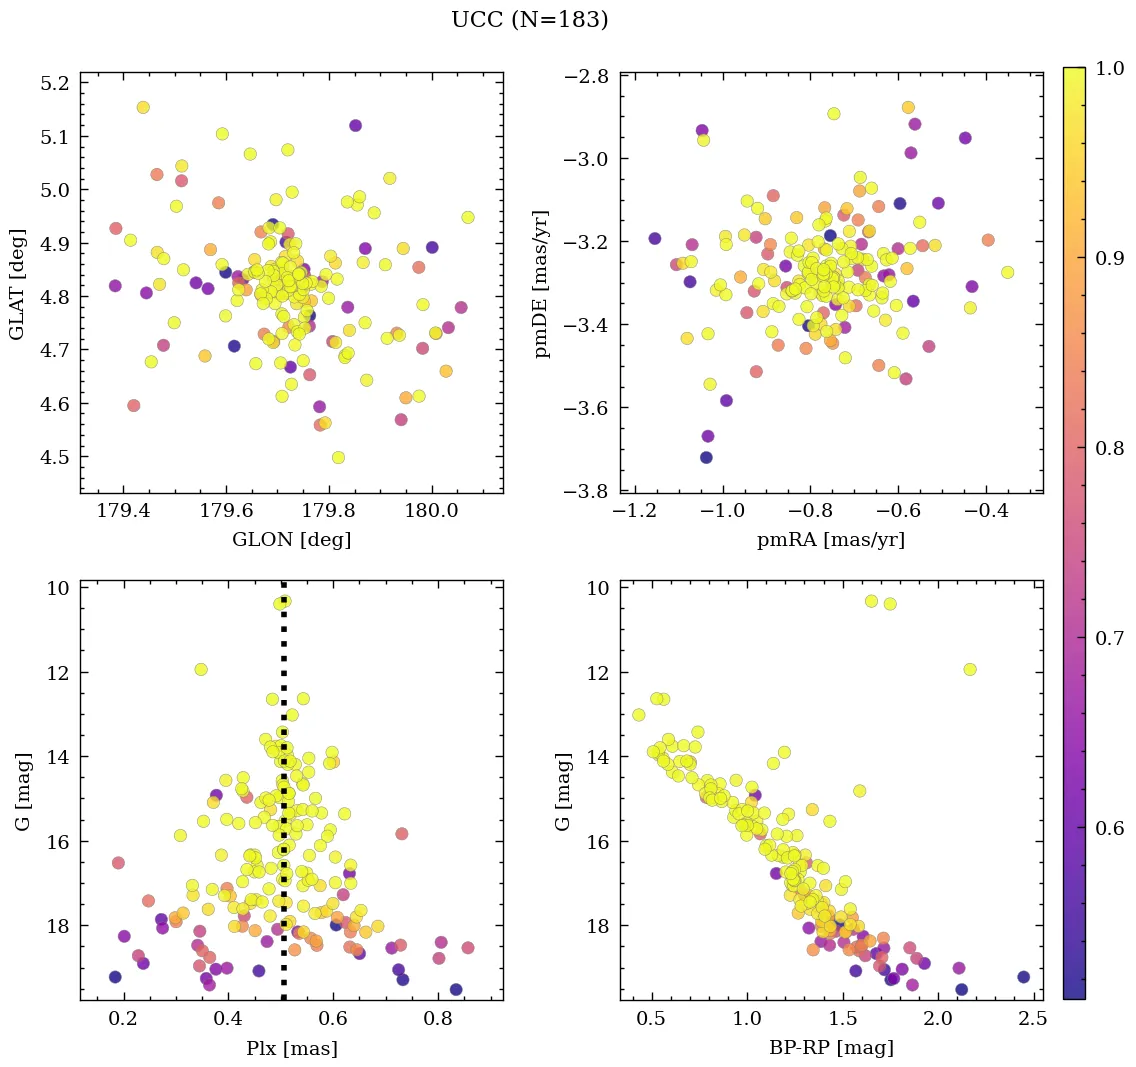 UCC (N=183)
5.2
5.1
5.0
4.9
4.8
4.7
4.6
4.5
GLAT [deg]
179.4 179.6 179.8 180.0
GLON [deg]
−2.8
−3.0
−3.2
−3.4
−3.6
−3.8
pmDE [mas/yr]
−1.2 −1.0 −0.8 −0.6 −0.4
pmRA [mas/yr]
10
12
14
16
18
G [mag]
0.2 0.4 0.6 0.8
Plx [mas]
10
12
14
16
18
G [mag]
0.5 1.0 1.5 2.0 2.5
BP-RP [mag]
1.0
0.9
0.8
0.7
0.6